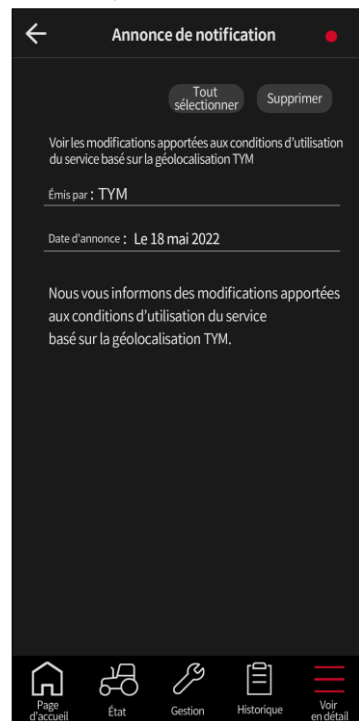 Annonce de notification
Tout
sélectionner
Supprimer
Voir les modifications apportées aux conditions d'utilisation
du service basé sur la géolocalisation TYM
Émis par : TYM
Date d'annonce : Le 18 mai 2022
Nous vous informons des modifications apportées
aux conditions d'utilisation du service
basé sur la géolocalisation TYM.
Page
d'accueil
État
Gestion
Historique
Voir
en détail